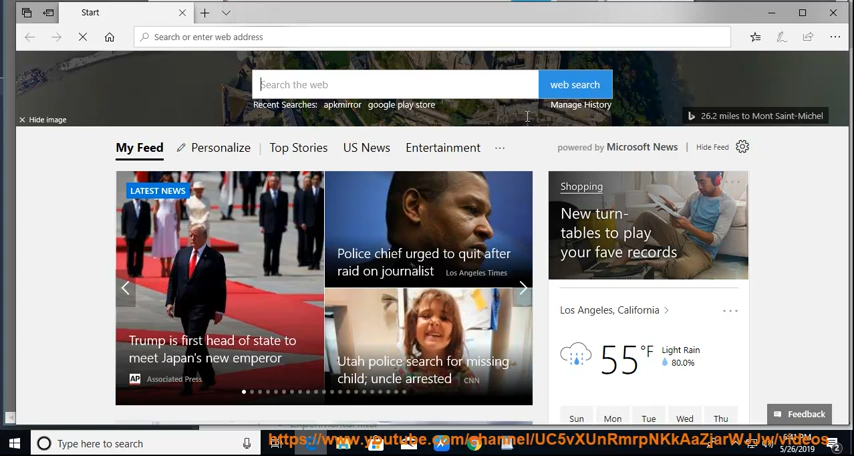 Start
Search or enter web address
Search the web
web search
Recent Searches: apkmirror google play store
Manage History
Hide image
26.2 miles to Mont Saint-Michel
My Feed
Personalize
Top Stories
US News
Entertainment
powered by Microsoft News
Hide Feed
LATEST NEWS
Trump is first head of state to
meet Japan's new emperor
AP Associated Press
Police chief urged to quit after
raid on journalist Los Angeles Times
Utah police search for missing
child; uncle arrested CNN
Shopping
New turn-
tables to play
your fave records
Los Angeles, California
55°F
Light Rain
80.0%
Sun Mon Tue Wed Thu
Feedback
Type here to search
5/26/2019
2